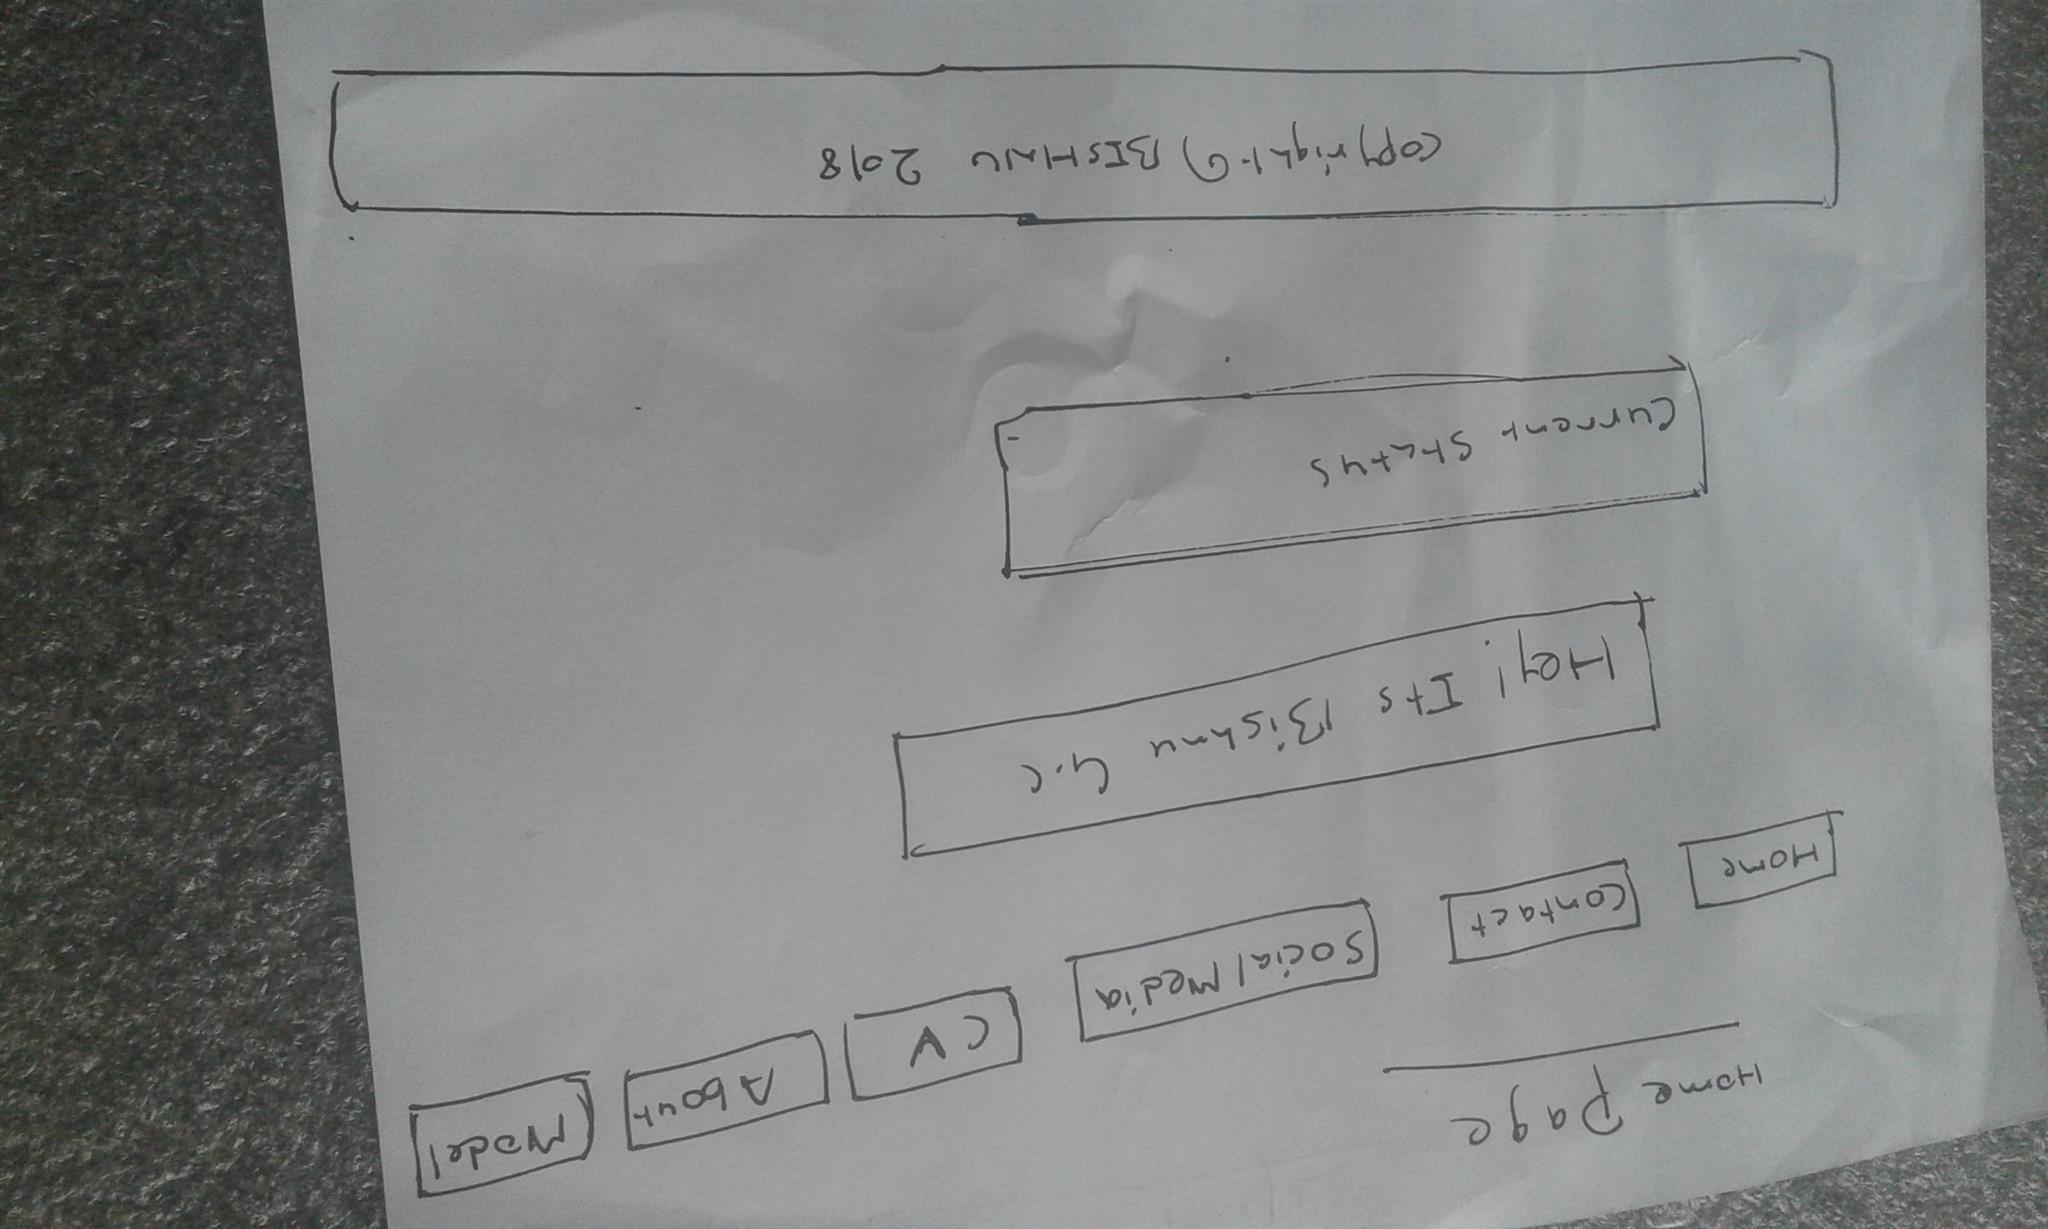 Home Page
Home Contact Social Media CV About Model
Hey! Its Bishnu G.C
Current Status
Copyright © BISHNU 2018